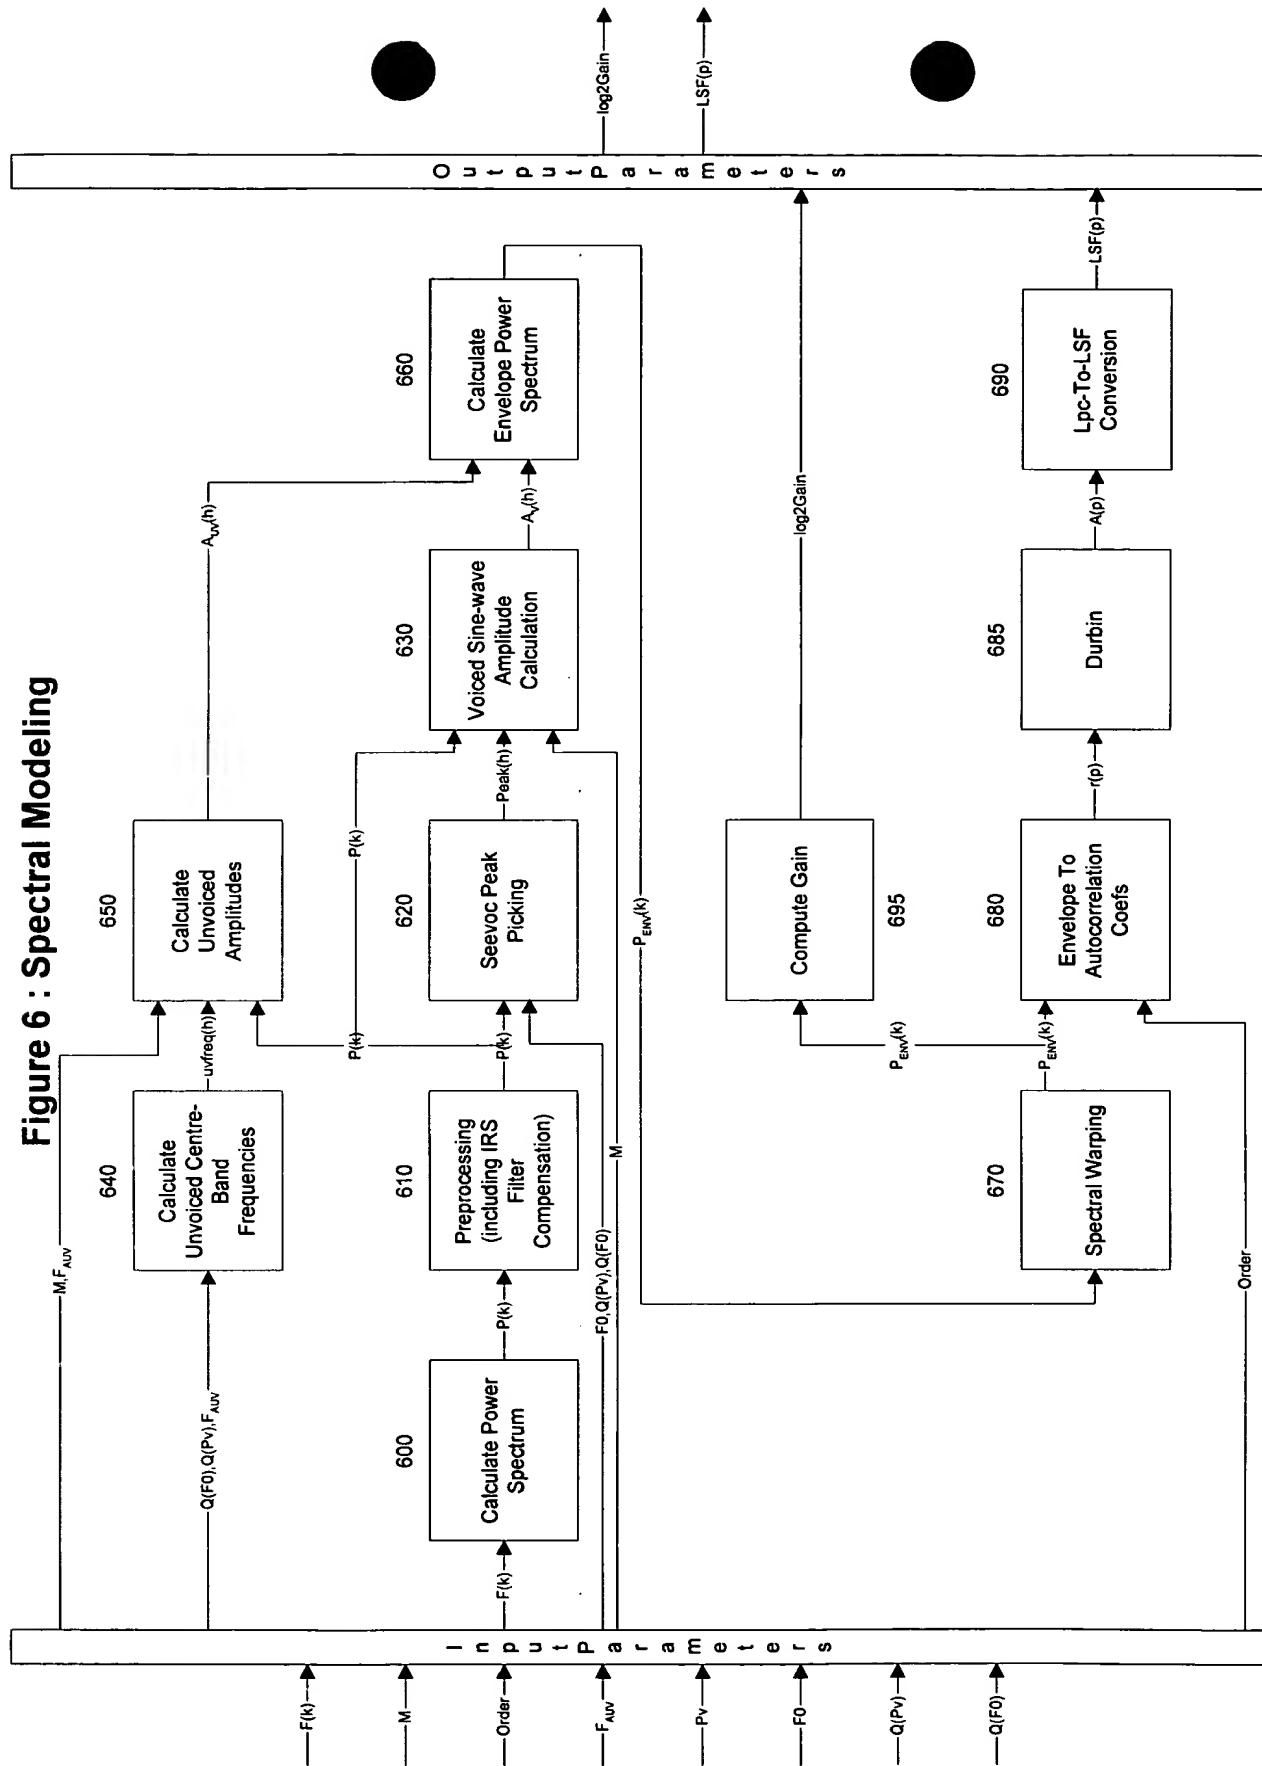 Figure 6 : Spectral Modeling
F(k)
M
Order
F_AUV
Pv
F0
Q(Pv)
Q(F0)
Input Parameters
M,F_AUV
Q(F0),Q(Pv),F_AUV
640
Calculate
Unvoiced Centre-
Band
Frequencies
uvfreq(h)
650
Calculate
Unvoiced
Amplitudes
A_UV(h)
F(k)
600
Calculate Power
Spectrum
P(k)
610
Preprocessing
(including IRS
Filter
Compensation)
P(k)
P(k)
P(k)
620
Seevoc Peak
Picking
Peak(h)
630
Voiced Sine-wave
Amplitude
Calculation
A_V(h)
660
Calculate
Envelope Power
Spectrum
F0,Q(Pv),Q(F0)
M
P_ENV(k)
670
Spectral Warping
P_ENV(k)
P_ENV(k)
Compute Gain
695
log2Gain
680
Envelope To
Autocorrelation
Coefs
r(p)
685
Durbin
A(p)
690
Lpc-To-LSF
Conversion
LSF(p)
Order
Output Parameters
log2Gain
LSF(p)